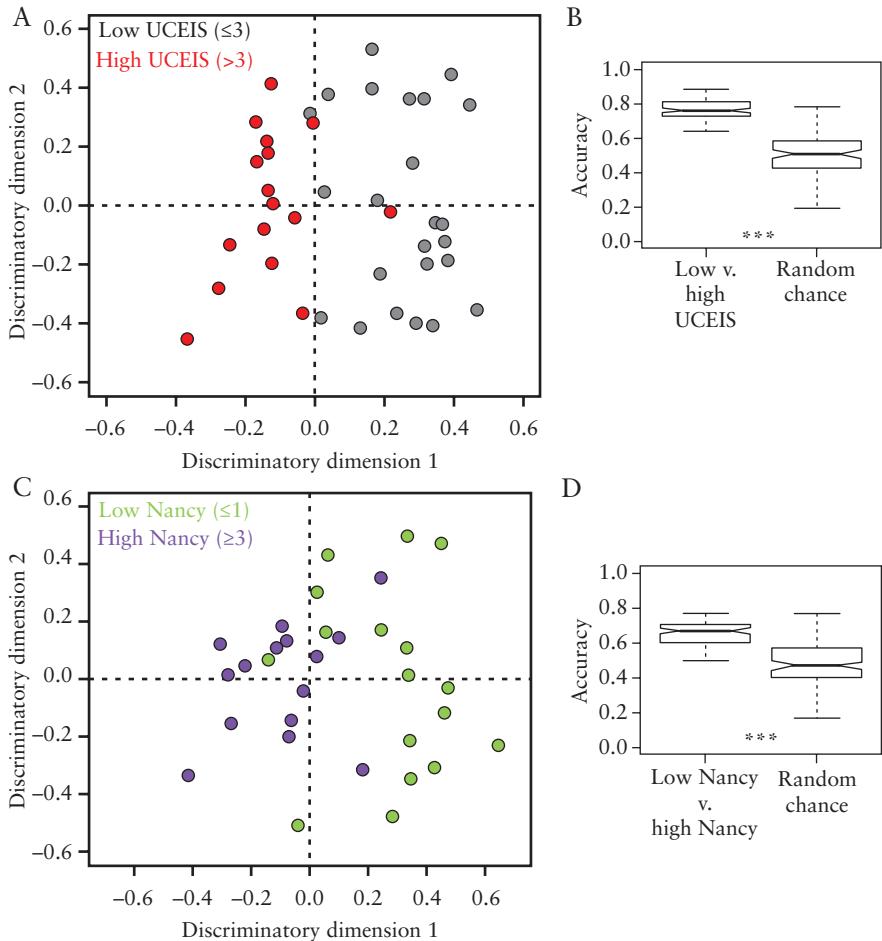 A
Low UCEIS (≤3)
High UCEIS (>3)
Discriminatory dimension 2
0.6
0.4
0.2
0.0
−0.2
−0.4
−0.6
−0.6 −0.4 −0.2 0.0 0.2 0.4 0.6
Discriminatory dimension 1
B
Accuracy
1.0
0.8
0.6
0.4
0.2
0.0
***
Low v. high UCEIS
Random chance
C
Low Nancy (≤1)
High Nancy (≥3)
Discriminatory dimension 2
0.6
0.4
0.2
0.0
−0.2
−0.4
−0.6
−0.6 −0.4 −0.2 0.0 0.2 0.4 0.6
Discriminatory dimension 1
D
Accuracy
1.0
0.8
0.6
0.4
0.2
0.0
***
Low Nancy v. high Nancy
Random chance